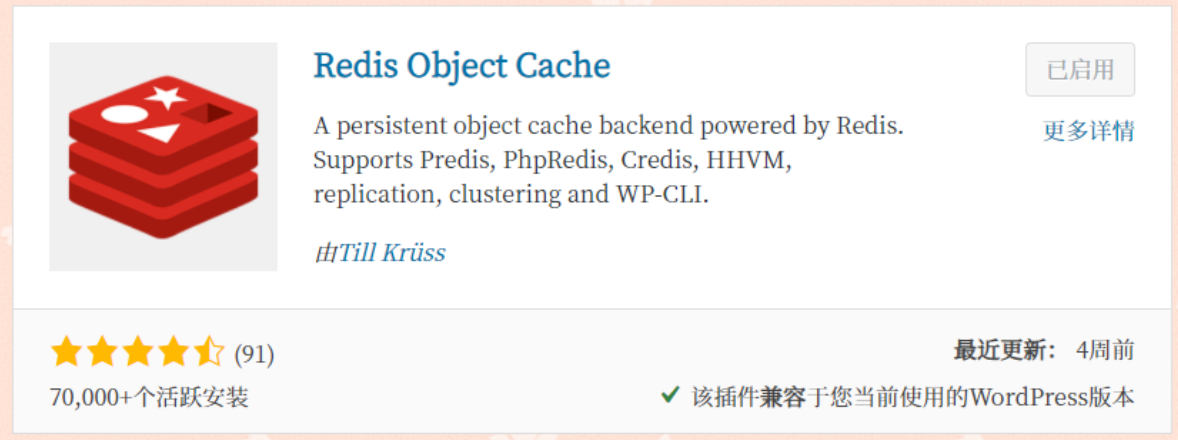 Redis Object Cache
已启用
A persistent object cache backend powered by Redis.
Supports Predis, PhpRedis, Credis, HHVM,
replication, clustering and WP-CLI.
更多详情
由Till Krüss
(91)
最近更新： 4周前
70,000+个活跃安装
该插件兼容于您当前使用的WordPress版本